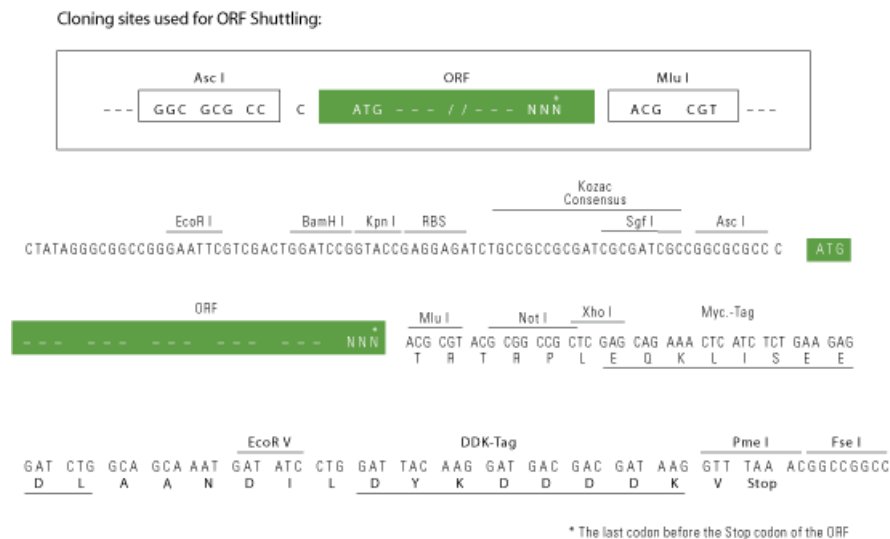 Cloning sites used for ORF Shuttling:
Asc I ORF Mlu I
--- GGC GCG CC C ATG --- // --- NNN* ACG CGT ---
Kozac
Consensus
EcoR I BamH I Kpn I RBS Sgf I Asc I
CTATAGGGCGGCCGGGAATTCGTCGACTGGATCCGGTACCGAGGAGATCTGCCGCCGCGATCGCGATCGCCGGCGCGCC C ATG
ORF Mlu I Not I Xho I Myc.-Tag
--- --- --- --- --- --- NNN* ACG CGT ACG CGG CCG CTC GAG CAG AAA CTC ATC TCT GAA GAG
T R T R P L E Q K L I S E E
EcoR V DDK-Tag Pme I Fse I
GAT CTG GCA GCA AAT GAT ATC CTG GAT TAC AAG GAT GAC GAC GAT AAG GTT TAA ACGGCCGGCC
D L A A N D I L D Y K D D D D K V Stop
* The last codon before the Stop codon of the ORF